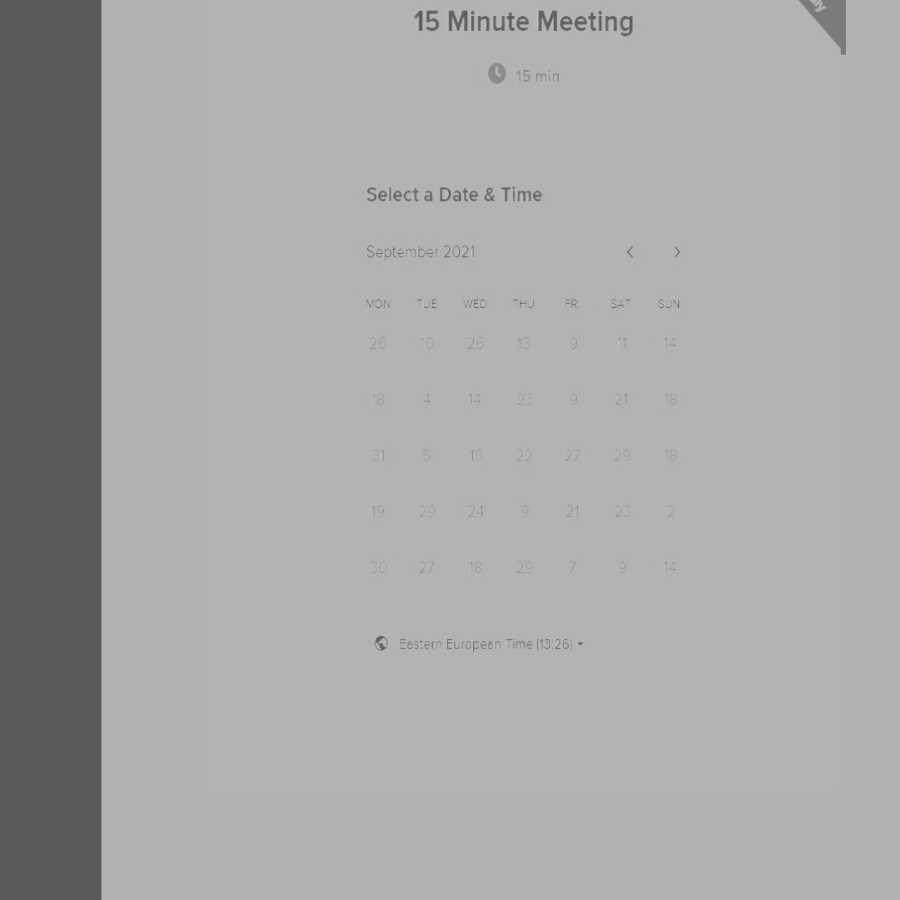 15 Minute Meeting
15 min
Select a Date & Time
September 2021
MON TUE WED THU FRI SAT SUN
26 10 26 13 9 11 14
18 4 14 23 9 21 18
31 5 16 22 27 29 18
19 29 24 9 21 23 2
30 27 18 29 7 9 14
Eastern European Time (13:26)